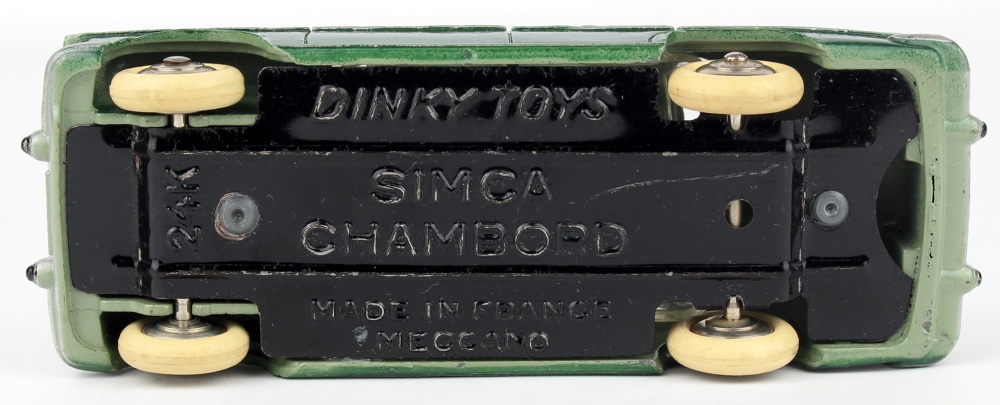 DINKY TOYS
24K
SIMCA
CHAMBORD
MADE IN FRANCE
MECCANO